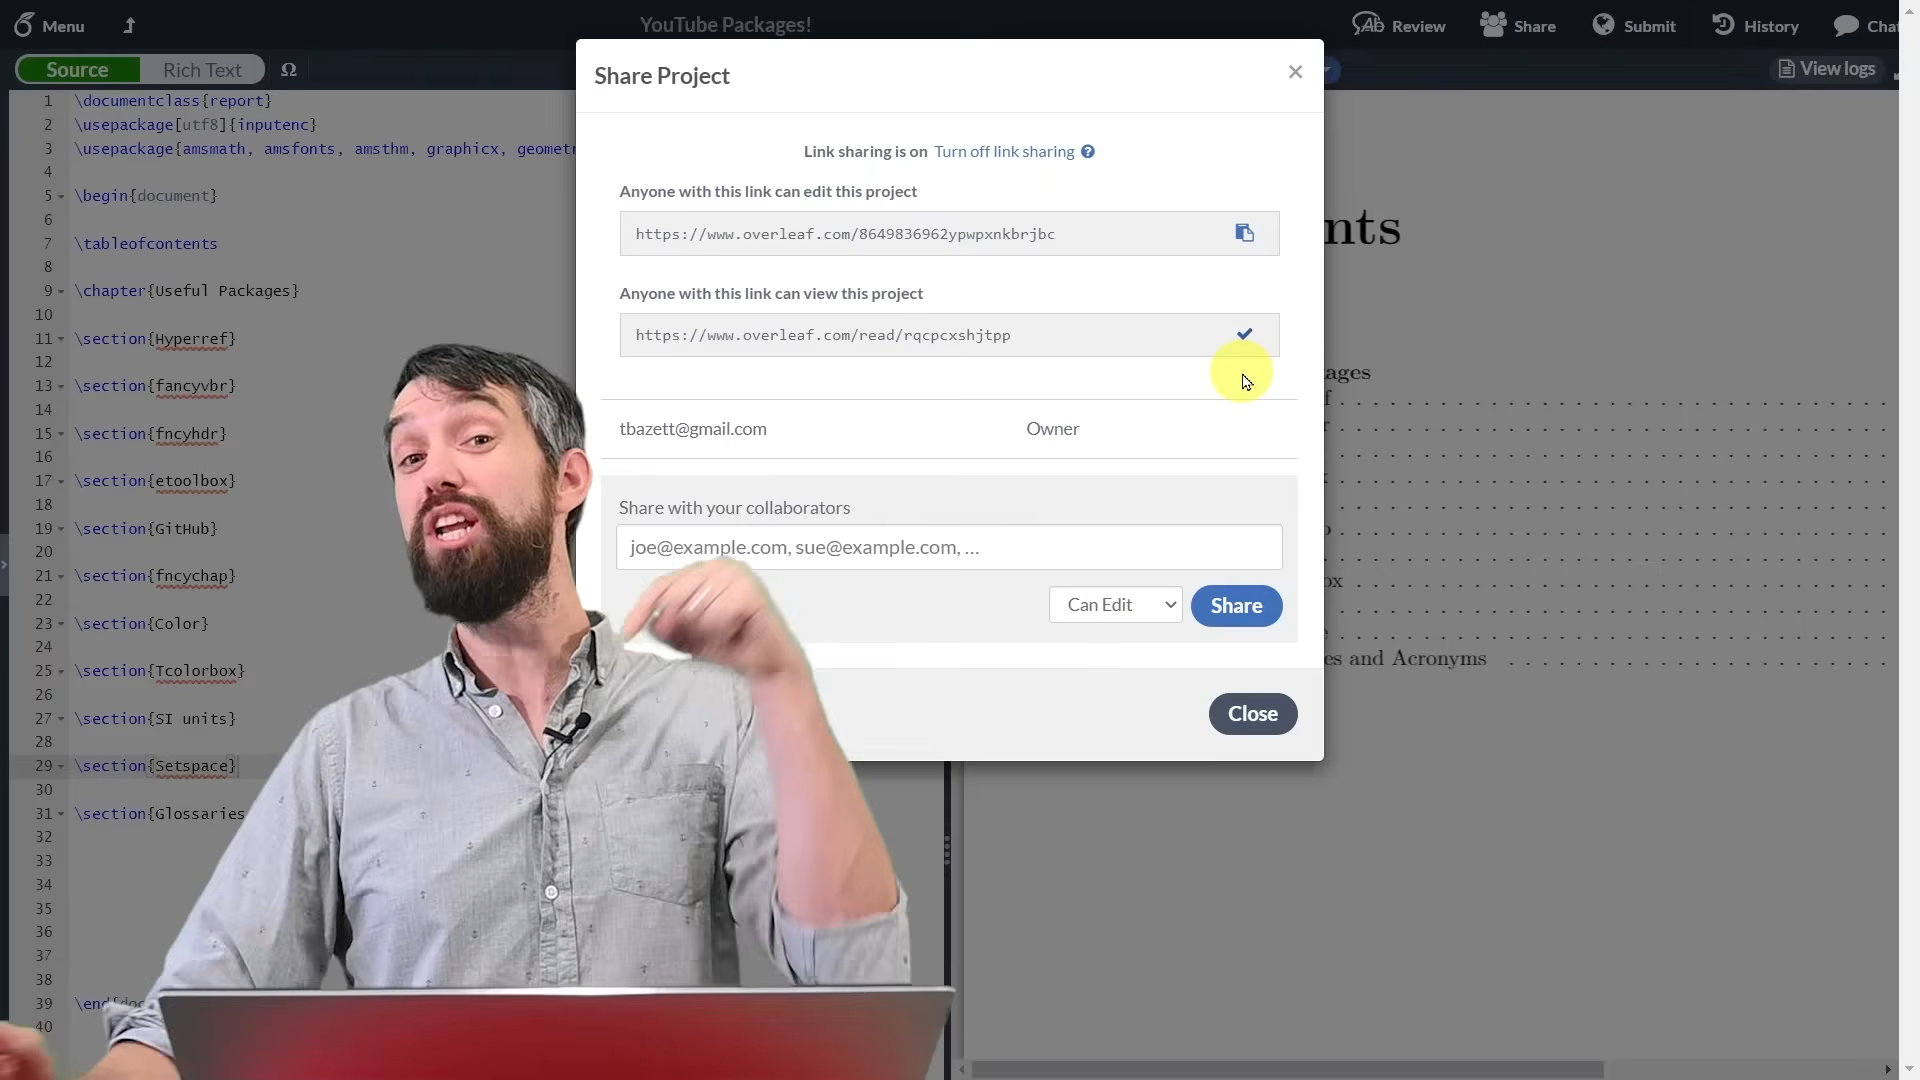 Menu
YouTube Packages!
Review
Share
Submit
History
Source
Rich Text
Ω
View logs
1 \documentclass{report}
2 \usepackage[utf8]{inputenc}
3 \usepackage{amsmath, amsfonts, amsthm, graphicx,
4
5 \begin{document}
6
7 \tableofcontents
8
9 \chapter{Useful Packages}
10
11 \section{Hyperref}
12
13 \section{fancyvbr}
14
15 \section{fncyhdr}
16
17 \section{etoolbox}
18
19 \section{GitHub}
20
21 \section{fncychap}
22
23 \section{Color}
24
25 \section{Tcolorbox}
26
27 \section{SI units}
28
29 \section{Setspace}
30
31 \section{Glossaries
32
33
34
35
36
37
38
39
40
Share Project
×
Link sharing is on Turn off link sharing ?
Anyone with this link can edit this project
https://www.overleaf.com/8649836962ypwpxnkbrjbc
Anyone with this link can view this project
https://www.overleaf.com/read/rqcpcxshjtpp
tbazett@gmail.com Owner
Share with your collaborators
joe@example.com, sue@example.com, ...
Can Edit
Share
Close
and Acronyms